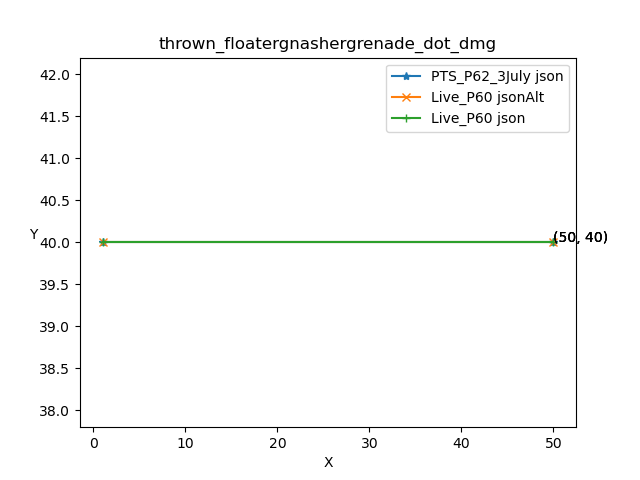 thrown_floatergnashergrenade_dot_dmg
42.0
41.5
41.0
40.5
40.0
39.5
39.0
38.5
38.0
Y
PTS_P62_3July json
Live_P60 jsonAlt
Live_P60 json
(50, 40)
0 10 20 30 40 50
X